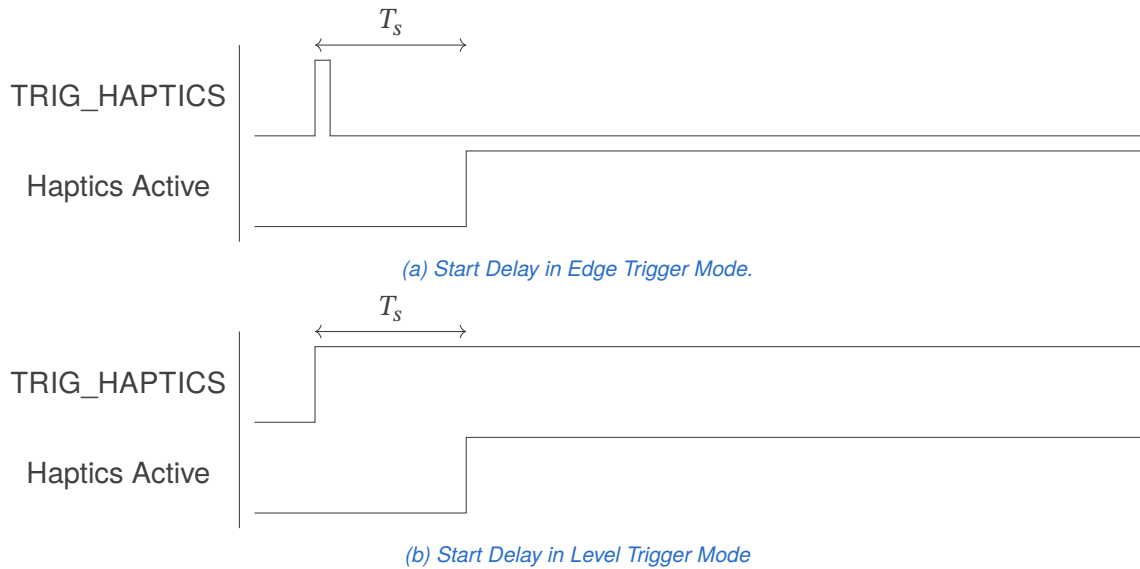 T_s
TRIG_HAPTICS
Haptics Active
(a) Start Delay in Edge Trigger Mode.
T_s
TRIG_HAPTICS
Haptics Active
(b) Start Delay in Level Trigger Mode